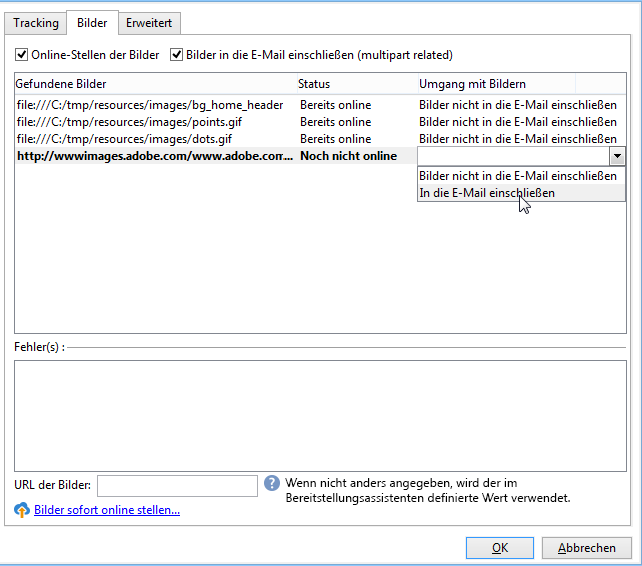 Tracking Bilder Erweitert
Online-Stellen der Bilder Bilder in die E-Mail einschließen (multipart related)
Gefundene Bilder Status Umgang mit Bildern
file:///C:/tmp/resources/images/bg_home_header Bereits online Bilder nicht in die E-Mail einschließen
file:///C:/tmp/resources/images/points.gif Bereits online Bilder nicht in die E-Mail einschließen
file:///C:/tmp/resources/images/dots.gif Bereits online Bilder nicht in die E-Mail einschließen
http://wwwimages.adobe.com/www.adobe.com... Noch nicht online
Bilder nicht in die E-Mail einschließen
In die E-Mail einschließen
Fehler(s) :
URL der Bilder: ? Wenn nicht anders angegeben, wird der im
Bereitstellungsassistenten definierte Wert verwendet.
Bilder sofort online stellen...
OK Abbrechen